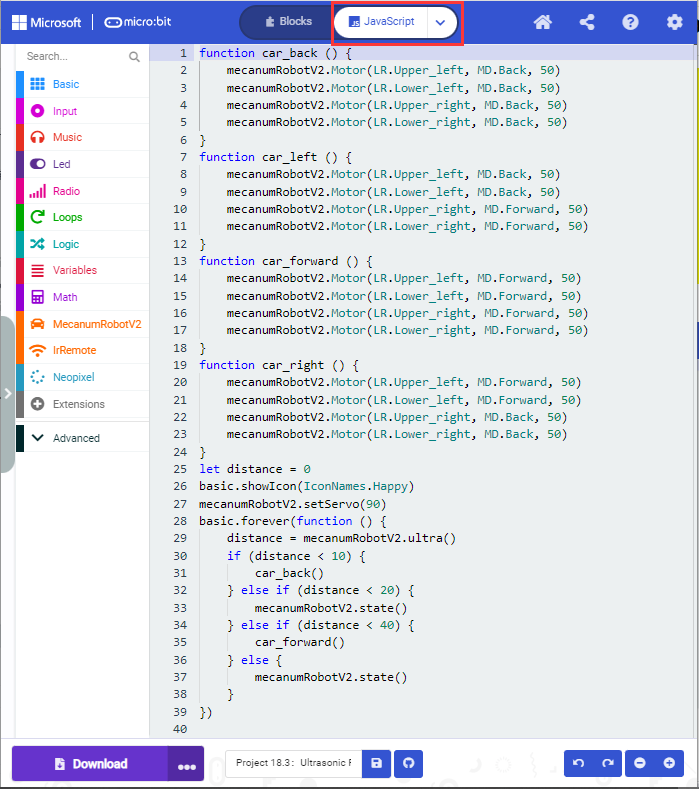 Microsoft micro:bit Blocks JavaScript
Search...
Basic
Input
Music
Led
Radio
Loops
Logic
Variables
Math
MecanumRobotV2
IrRemote
Neopixel
Extensions
Advanced
1 function car_back () {
2 mecanumRobotV2.Motor(LR.Upper_left, MD.Back, 50)
3 mecanumRobotV2.Motor(LR.Lower_left, MD.Back, 50)
4 mecanumRobotV2.Motor(LR.Upper_right, MD.Back, 50)
5 mecanumRobotV2.Motor(LR.Lower_right, MD.Back, 50)
6 }
7 function car_left () {
8 mecanumRobotV2.Motor(LR.Upper_left, MD.Back, 50)
9 mecanumRobotV2.Motor(LR.Lower_left, MD.Back, 50)
10 mecanumRobotV2.Motor(LR.Upper_right, MD.Forward, 50)
11 mecanumRobotV2.Motor(LR.Lower_right, MD.Forward, 50)
12 }
13 function car_forward () {
14 mecanumRobotV2.Motor(LR.Upper_left, MD.Forward, 50)
15 mecanumRobotV2.Motor(LR.Lower_left, MD.Forward, 50)
16 mecanumRobotV2.Motor(LR.Upper_right, MD.Forward, 50)
17 mecanumRobotV2.Motor(LR.Lower_right, MD.Forward, 50)
18 }
19 function car_right () {
20 mecanumRobotV2.Motor(LR.Upper_left, MD.Forward, 50)
21 mecanumRobotV2.Motor(LR.Lower_left, MD.Forward, 50)
22 mecanumRobotV2.Motor(LR.Upper_right, MD.Back, 50)
23 mecanumRobotV2.Motor(LR.Lower_right, MD.Back, 50)
24 }
25 let distance = 0
26 basic.showIcon(IconNames.Happy)
27 mecanumRobotV2.setServo(90)
28 basic.forever(function () {
29 distance = mecanumRobotV2.ultra()
30 if (distance < 10) {
31 car_back()
32 } else if (distance < 20) {
33 mecanumRobotV2.state()
34 } else if (distance < 40) {
35 car_forward()
36 } else {
37 mecanumRobotV2.state()
38 }
39 })
40
Download ••• Project 18.3: Ultrasonic F